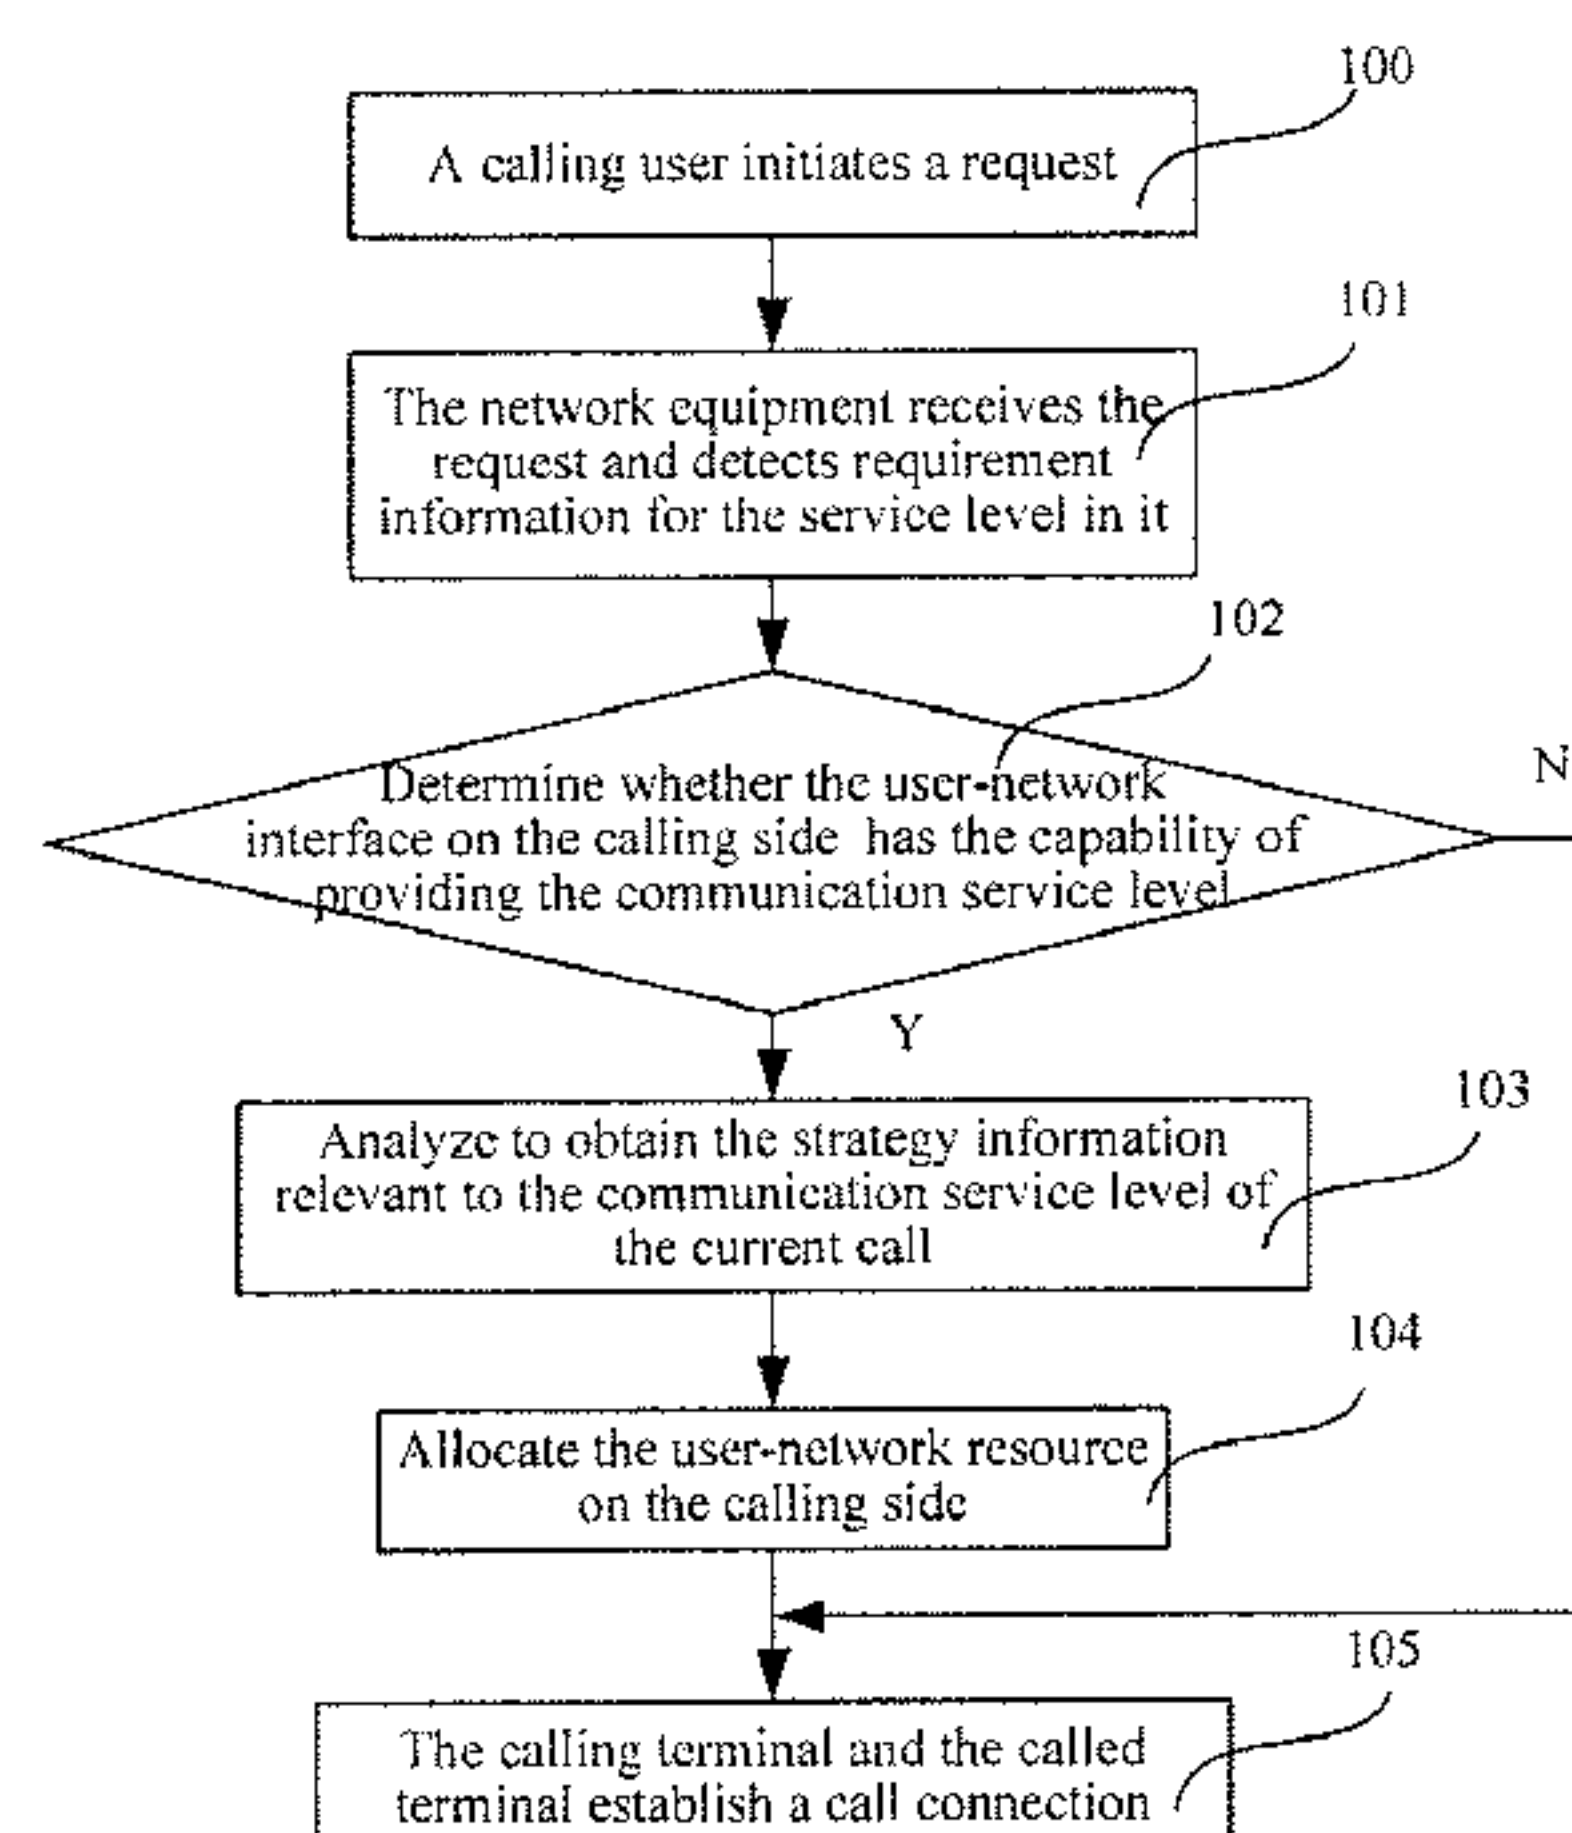 100
A calling user initiates a request
101
The network equipment receives the
request and detects requirement
information for the service level in it
102
Determine whether the user-network
interface on the calling side has the capability of
providing the communication service level
N
Y
103
Analyze to obtain the strategy information
relevant to the communication service level of
the current call
104
Allocate the user-network resource
on the calling side
105
The calling terminal and the called
terminal establish a call connection